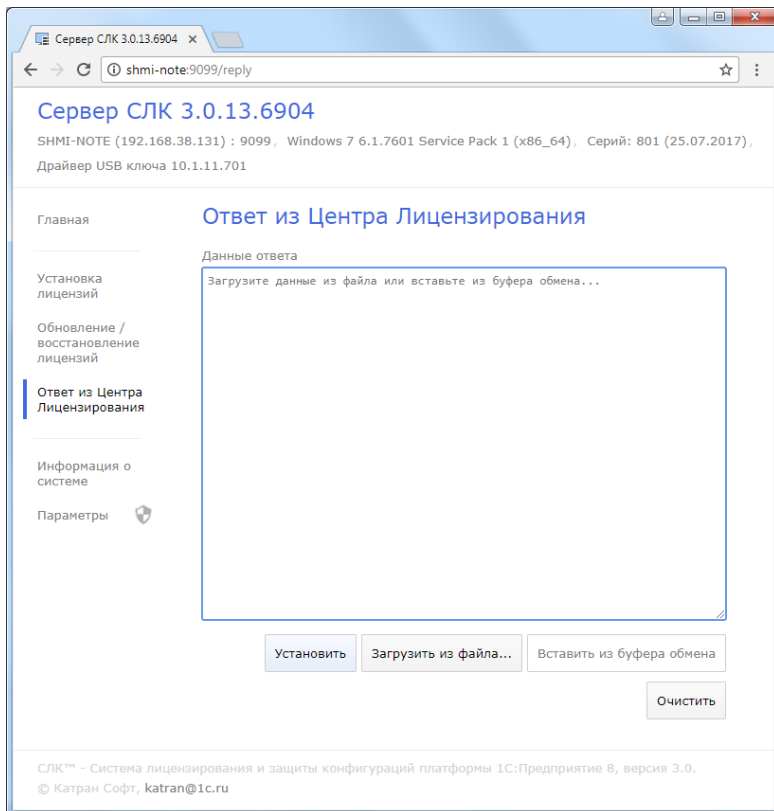 Сервер СЛК 3.0.13.6904
shmi-note:9099/reply
Сервер СЛК 3.0.13.6904
SHMI-NOTE (192.168.38.131) : 9099, Windows 7 6.1.7601 Service Pack 1 (x86_64), Серий: 801 (25.07.2017),
Драйвер USB ключа 10.1.11.701
Главная
Установка
лицензий
Обновление /
восстановление
лицензий
Ответ из Центра
Лицензирования
Информация о
системе
Параметры
Ответ из Центра Лицензирования
Данные ответа
Загрузите данные из файла или вставьте из буфера обмена...
Установить Загрузить из файла... Вставить из буфера обмена
Очистить
СЛК™ - Система лицензирования и защиты конфигураций платформы 1С:Предприятие 8, версия 3.0.
© Катран Софт, katran@1c.ru